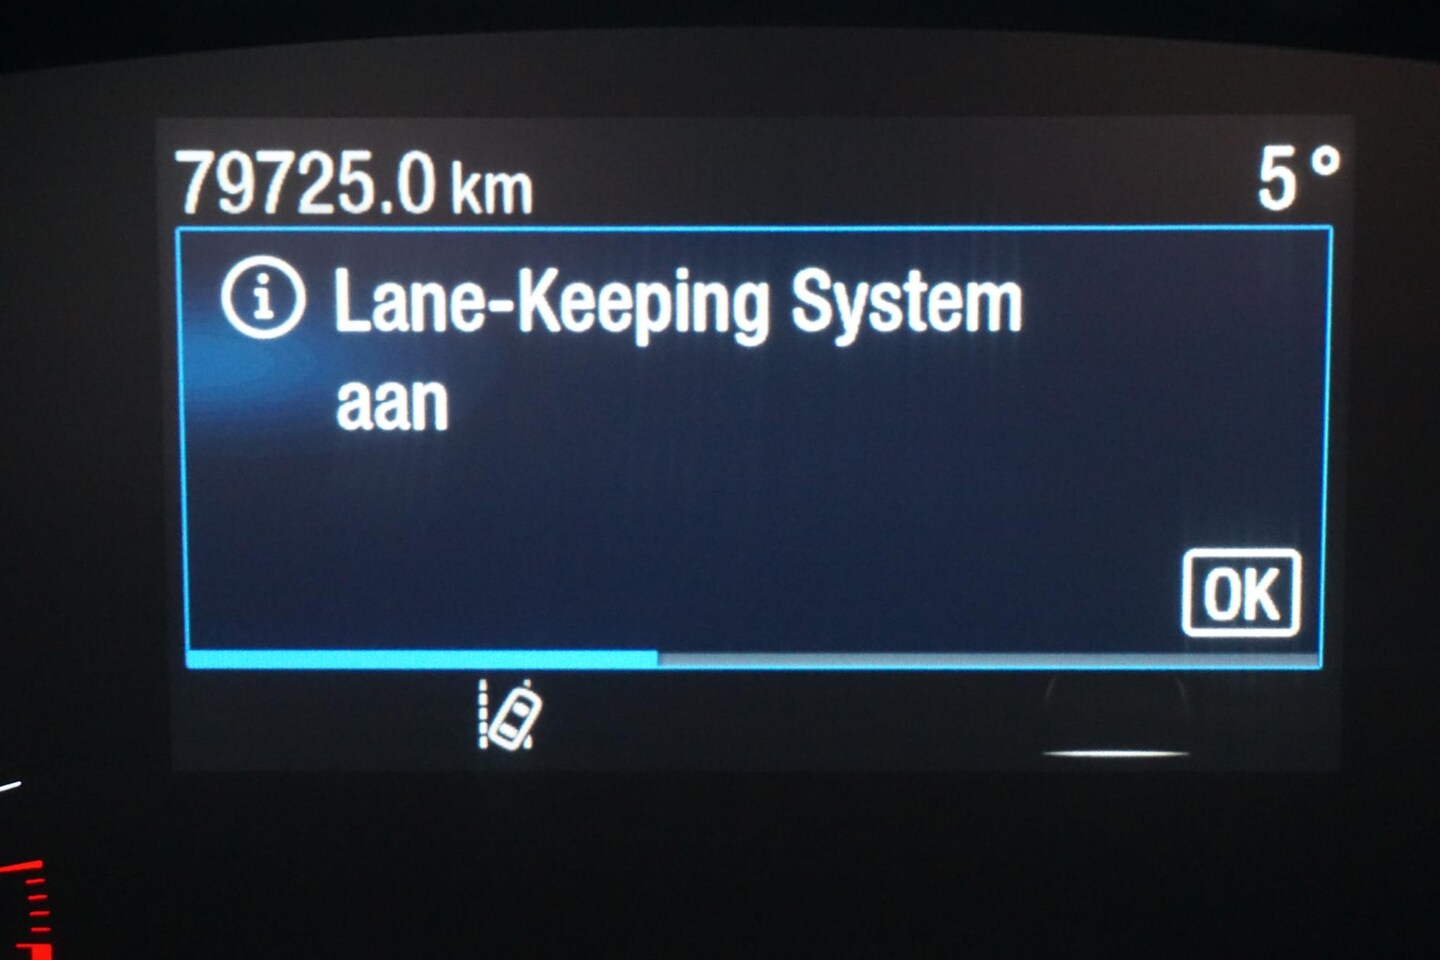 79725.0 km 5°
Lane-Keeping System
aan
OK